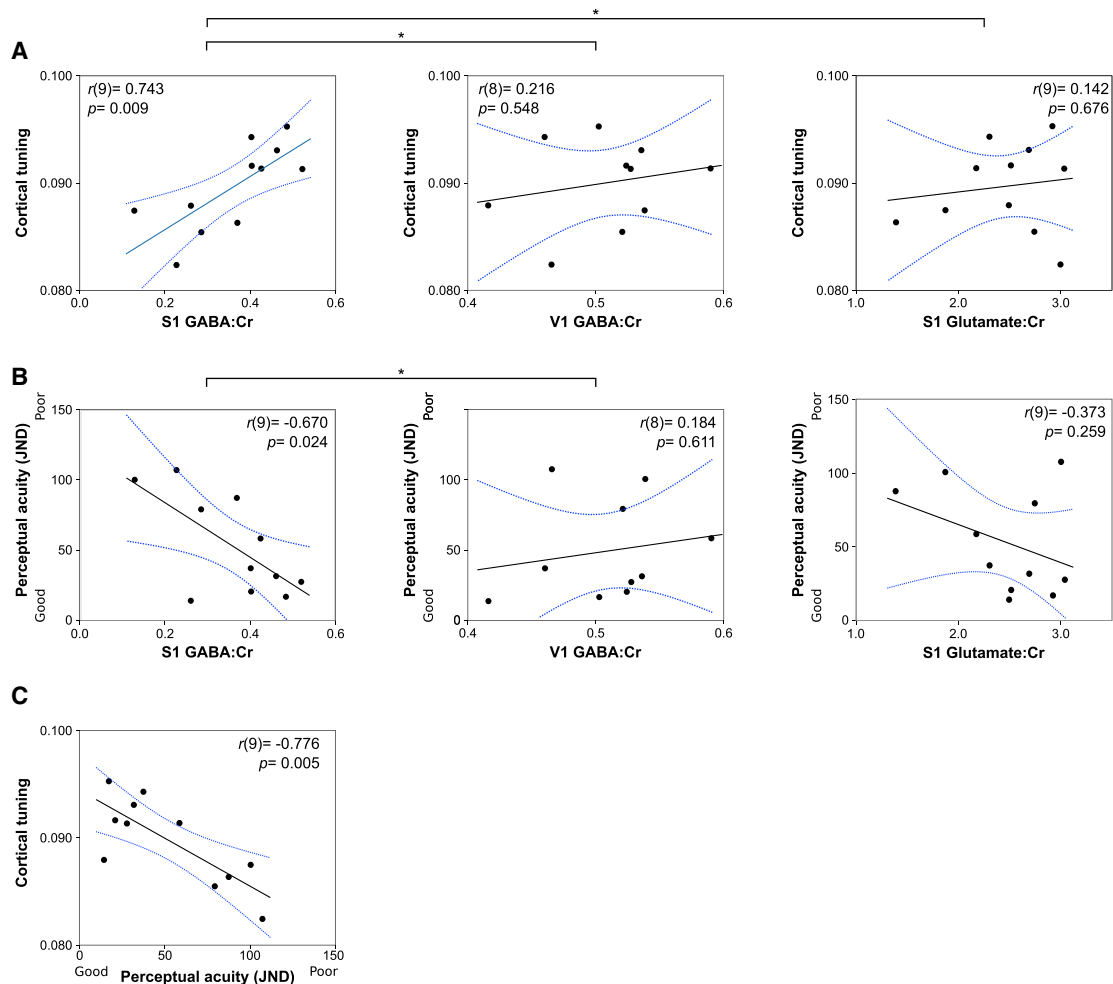 *
*
A
r(9)= 0.743
p= 0.009
Cortical tuning
0.100
0.090
0.080
0.0
0.2
0.4
0.6
S1 GABA:Cr
r(8)= 0.216
p= 0.548
Cortical tuning
0.100
0.090
0.080
0.4
0.5
0.6
V1 GABA:Cr
r(9)= 0.142
p= 0.676
Cortical tuning
0.100
0.090
0.080
1.0
2.0
3.0
S1 Glutamate:Cr
B
*
r(9)= -0.670
p= 0.024
Poor
Good
Perceptual acuity (JND)
150
100
50
0
0.0
0.2
0.4
0.6
S1 GABA:Cr
r(8)= 0.184
p= 0.611
Poor
Good
Perceptual acuity (JND)
100
50
0
0.4
0.5
0.6
V1 GABA:Cr
r(9)= -0.373
p= 0.259
Poor
Good
Perceptual acuity (JND)
150
100
50
0
1.0
2.0
3.0
S1 Glutamate:Cr
C
r(9)= -0.776
p= 0.005
Cortical tuning
0.100
0.090
0.080
0
50
100
150
Good
Perceptual acuity (JND)
Poor